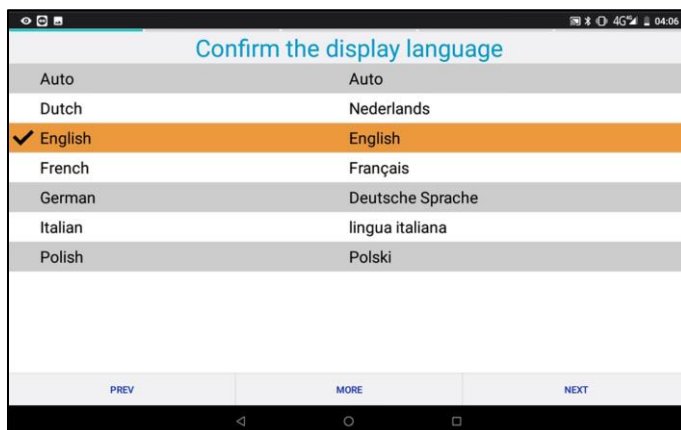 4G 04:06
Confirm the display language
Auto Auto
Dutch Nederlands
English English
French Français
German Deutsche Sprache
Italian lingua italiana
Polish Polski
PREV MORE NEXT